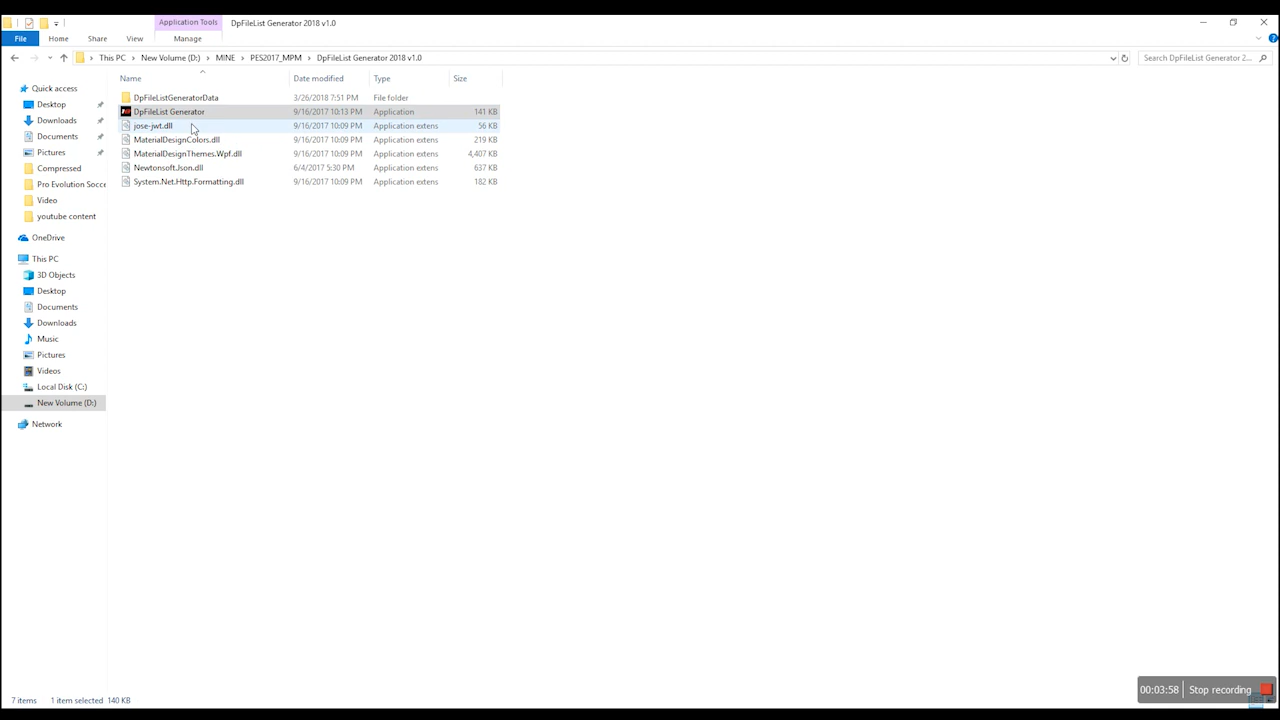 Application Tools
DpFileList Generator 2018 v1.0
File Home Share View Manage
This PC New Volume (D:) MINE PES2017_MPM DpFileList Generator 2018 v1.0
Search DpFileList Generator 2...
Name Date modified Type Size
Quick access
Desktop
Downloads
Documents
Pictures
Compressed
Pro Evolution Socce
Video
youtube content
OneDrive
This PC
3D Objects
Desktop
Documents
Downloads
Music
Pictures
Videos
Local Disk (C:)
New Volume (D:)
Network
DpFileListGeneratorData 3/26/2018 7:51 PM File folder
DpFileList Generator 9/16/2017 10:13 PM Application 141 KB
jose-jwt.dll 9/16/2017 10:09 PM Application extens 56 KB
MaterialDesignColors.dll 9/16/2017 10:09 PM Application extens 219 KB
MaterialDesignThemes.Wpf.dll 9/16/2017 10:09 PM Application extens 4,407 KB
Newtonsoft.Json.dll 6/4/2017 5:30 PM Application extens 637 KB
System.Net.Http.Formatting.dll 9/16/2017 10:09 PM Application extens 182 KB
00:03:58 Stop recording
7 items 1 item selected 140 KB